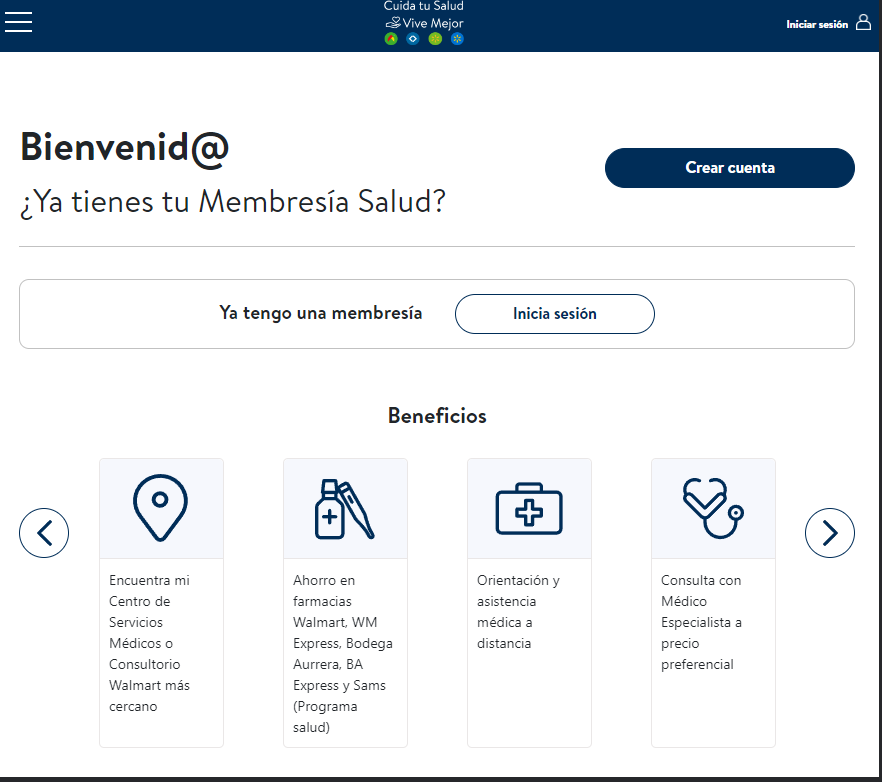 Cuida tu Salud
Vive Mejor
Iniciar sesión
Bienvenid@
¿Ya tienes tu Membresía Salud?
Crear cuenta
Ya tengo una membresía
Inicia sesión
Beneficios
Encuentra mi
Centro de
Servicios
Médicos o
Consultorio
Walmart más
cercano
Ahorro en
farmacias
Walmart, WM
Express, Bodega
Aurrera, BA
Express y Sams
(Programa
salud)
Orientación y
asistencia
médica a
distancia
Consulta con
Médico
Especialista a
precio
preferencial